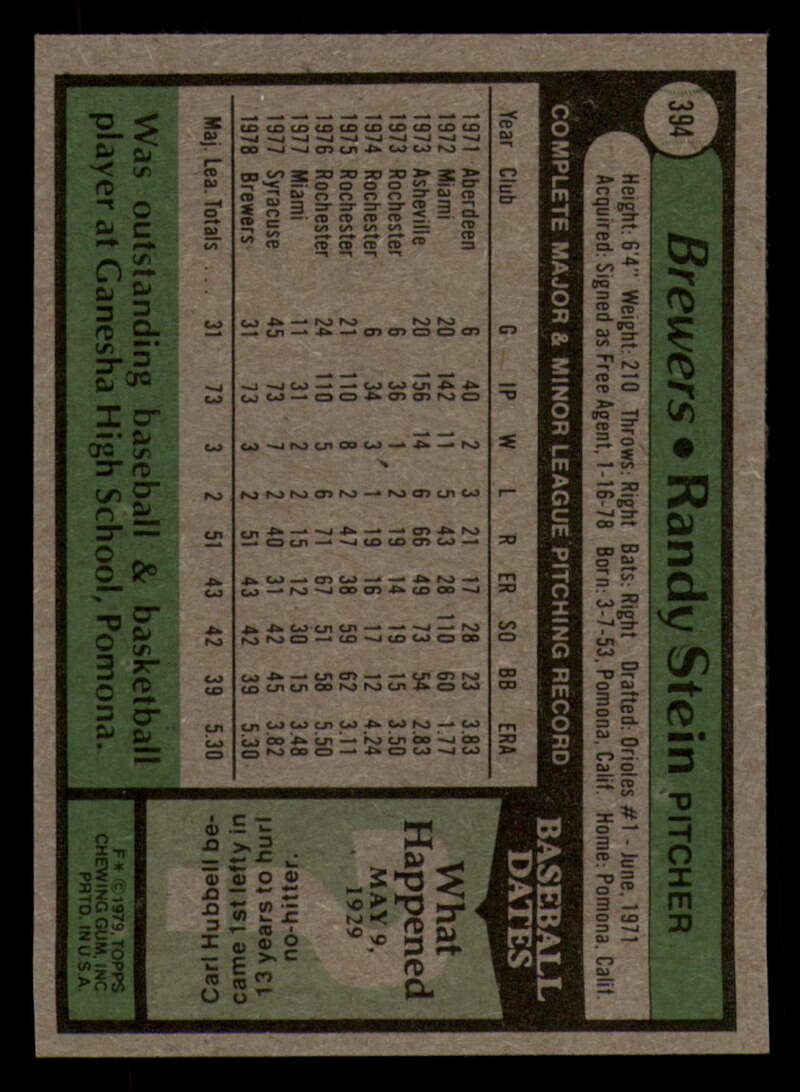 394
Brewers • Randy Stein PITCHER
Height: 6'4" Weight: 210 Throws: Right Bats: Right Drafted: Orioles #1 - June, 1971
Acquired: Signed as Free Agent, 1-16-78 Born: 3-7-53, Pomona, Calif. Home: Pomona, Calif.
COMPLETE MAJOR & MINOR LEAGUE PITCHING RECORD
Year Club G IP W L R ER SO BB ERA
1971 Aberdeen 6 40 2 3 21 17 28 23 3.83
1972 Miami 20 142 11 5 43 28 110 60 1.77
1973 Asheville 20 156 14 6 66 49 73 54 2.83
1973 Rochester 6 36 1 2 19 14 19 15 3.50
1974 Rochester 6 34 3 1 19 16 17 12 4.24
1975 Rochester 21 110 8 2 47 38 59 62 3.11
1976 Rochester 24 110 5 6 71 67 51 58 5.50
1977 Miami 11 31 2 2 15 12 30 15 3.48
1977 Syracuse 45 73 7 2 40 31 42 45 3.82
1978 Brewers 31 73 3 2 51 43 42 39 5.30
Maj. Lea. Totals .... 31 73 3 2 51 43 42 39 5.30
Was outstanding baseball & basketball
player at Ganesha High School, Pomona.
BASEBALL
DATES
What
Happened
MAY 9,
1929
Carl Hubbell be-
came 1st lefty in
13 years to hurl
no-hitter.
F* © 1979, TOPPS
CHEWING GUM, INC
PRTD. IN U.S.A.